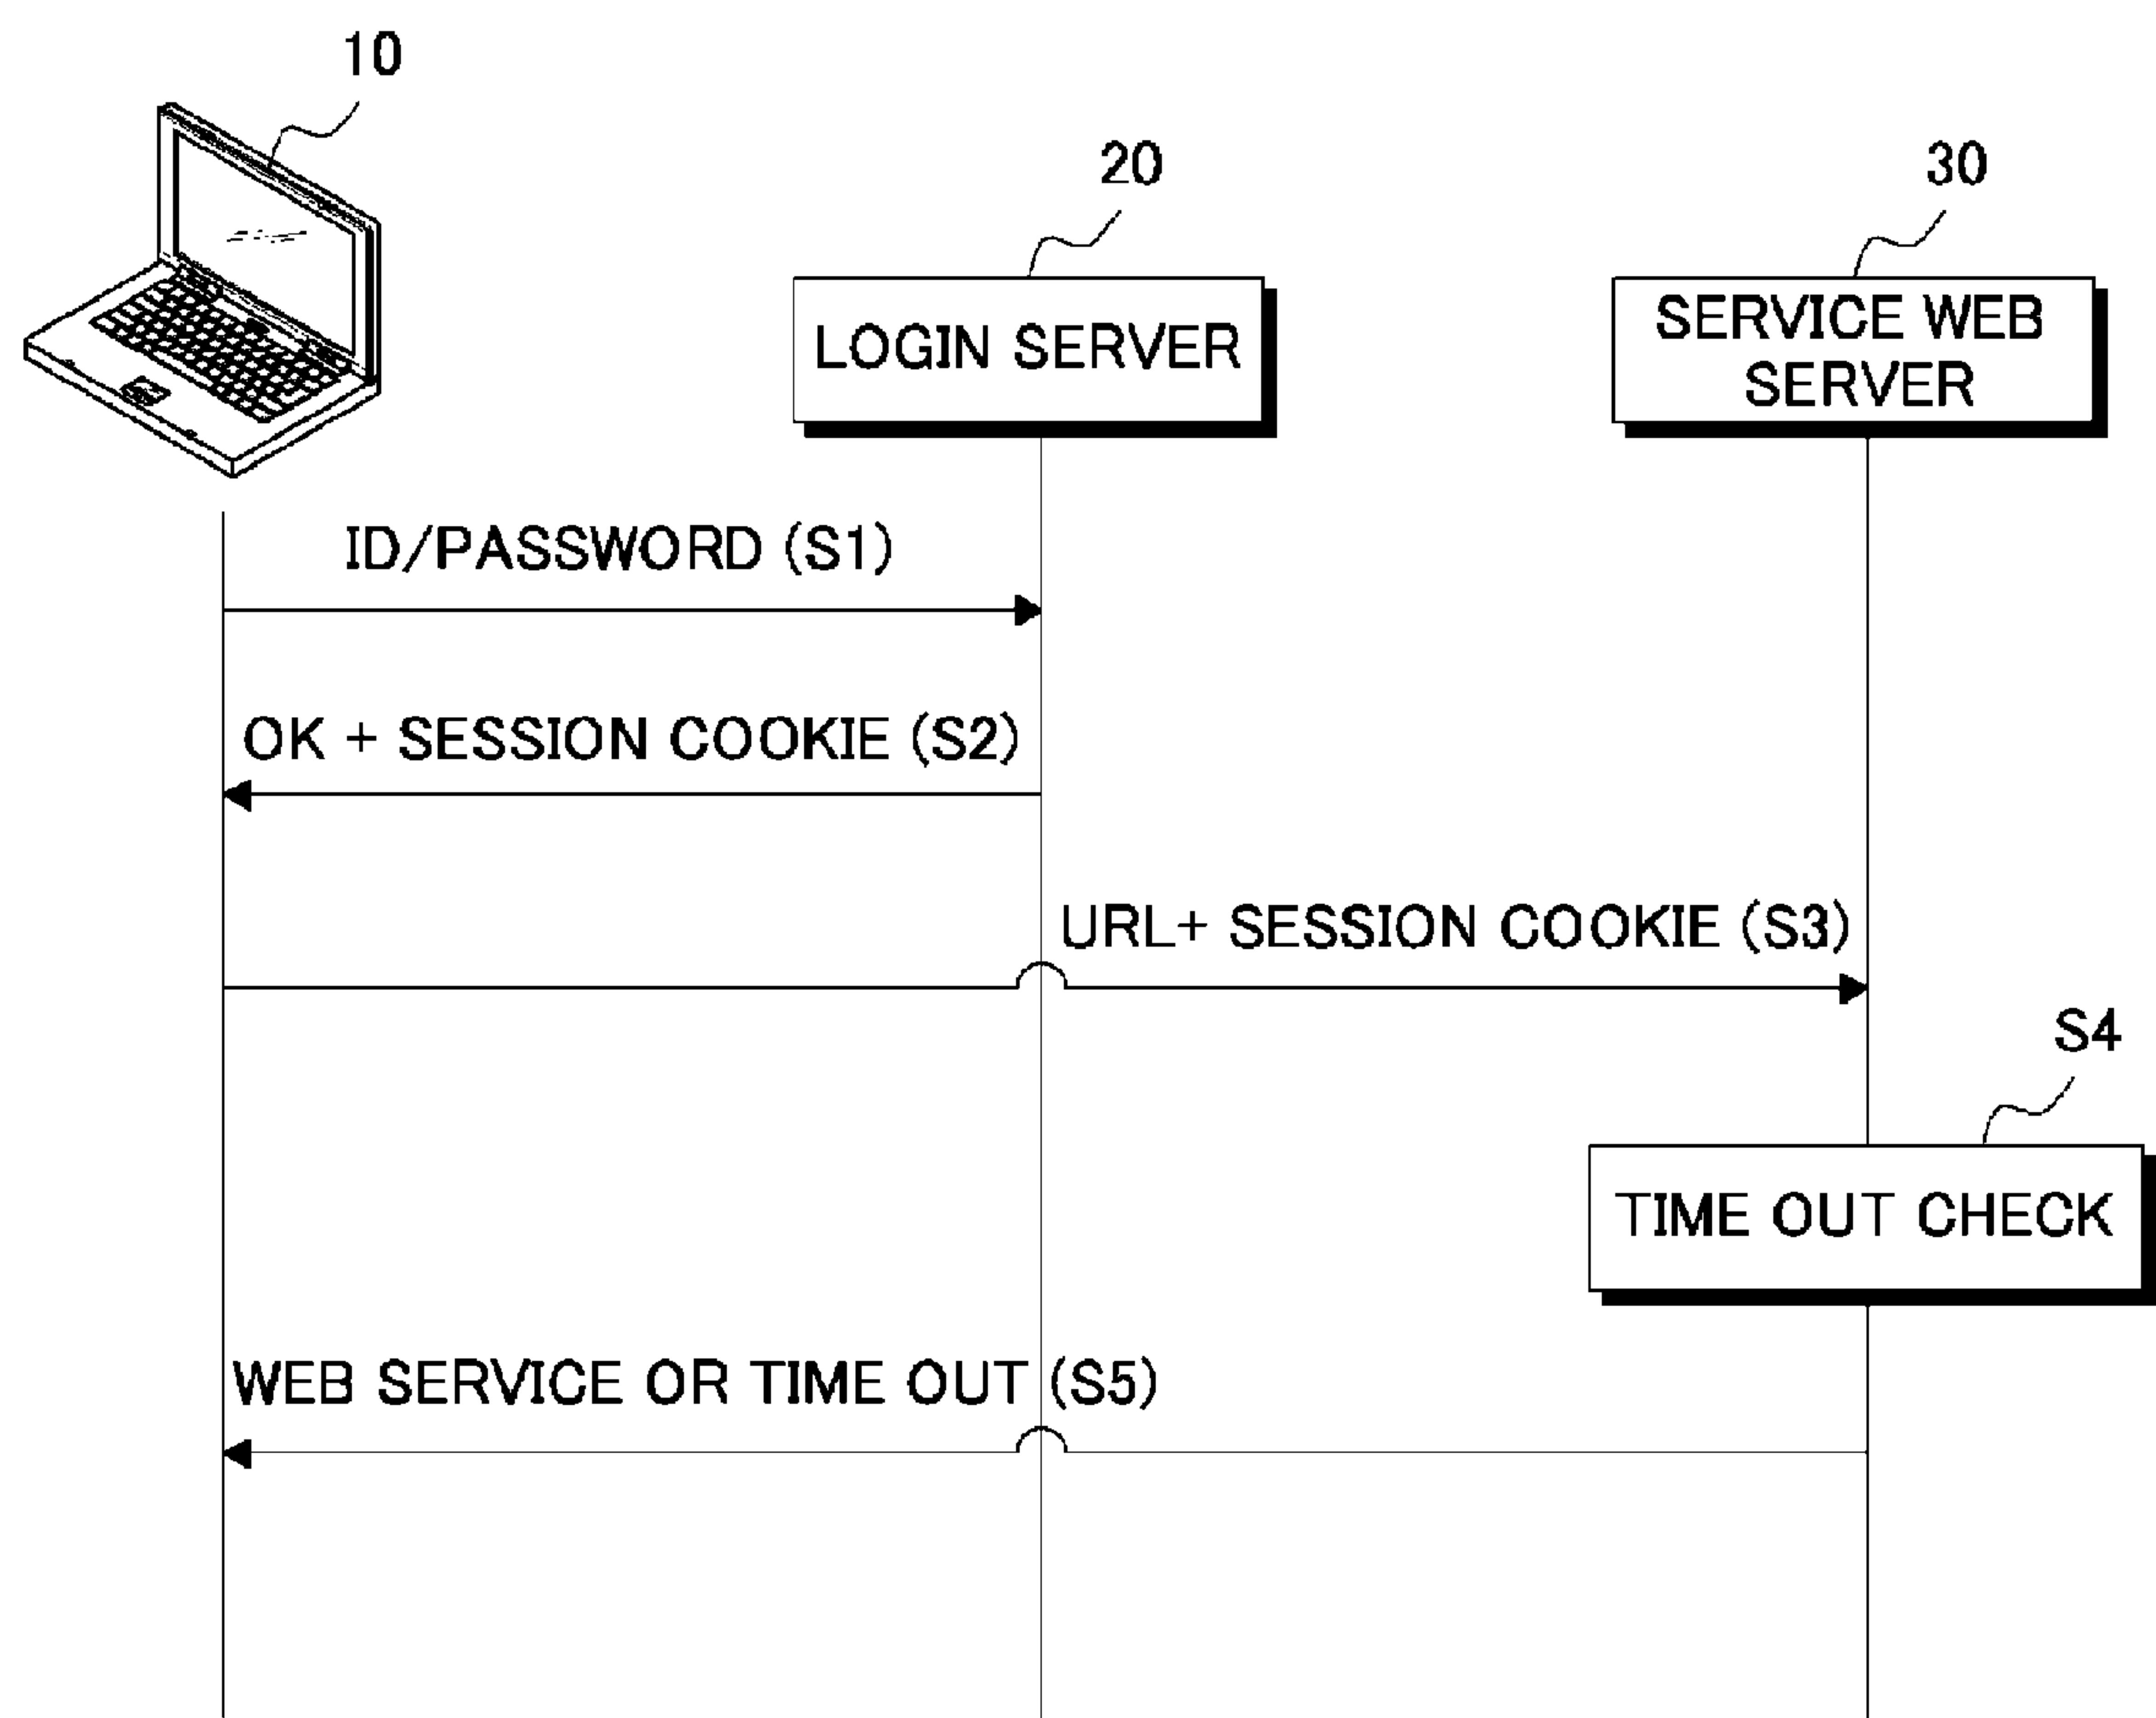 10
20
30
LOGIN SERVER
SERVICE WEB
SERVER
ID/PASSWORD (S1)
OK + SESSION COOKIE (S2)
URL+ SESSION COOKIE (S3)
S4
TIME OUT CHECK
WEB SERVICE OR TIME OUT (S5)